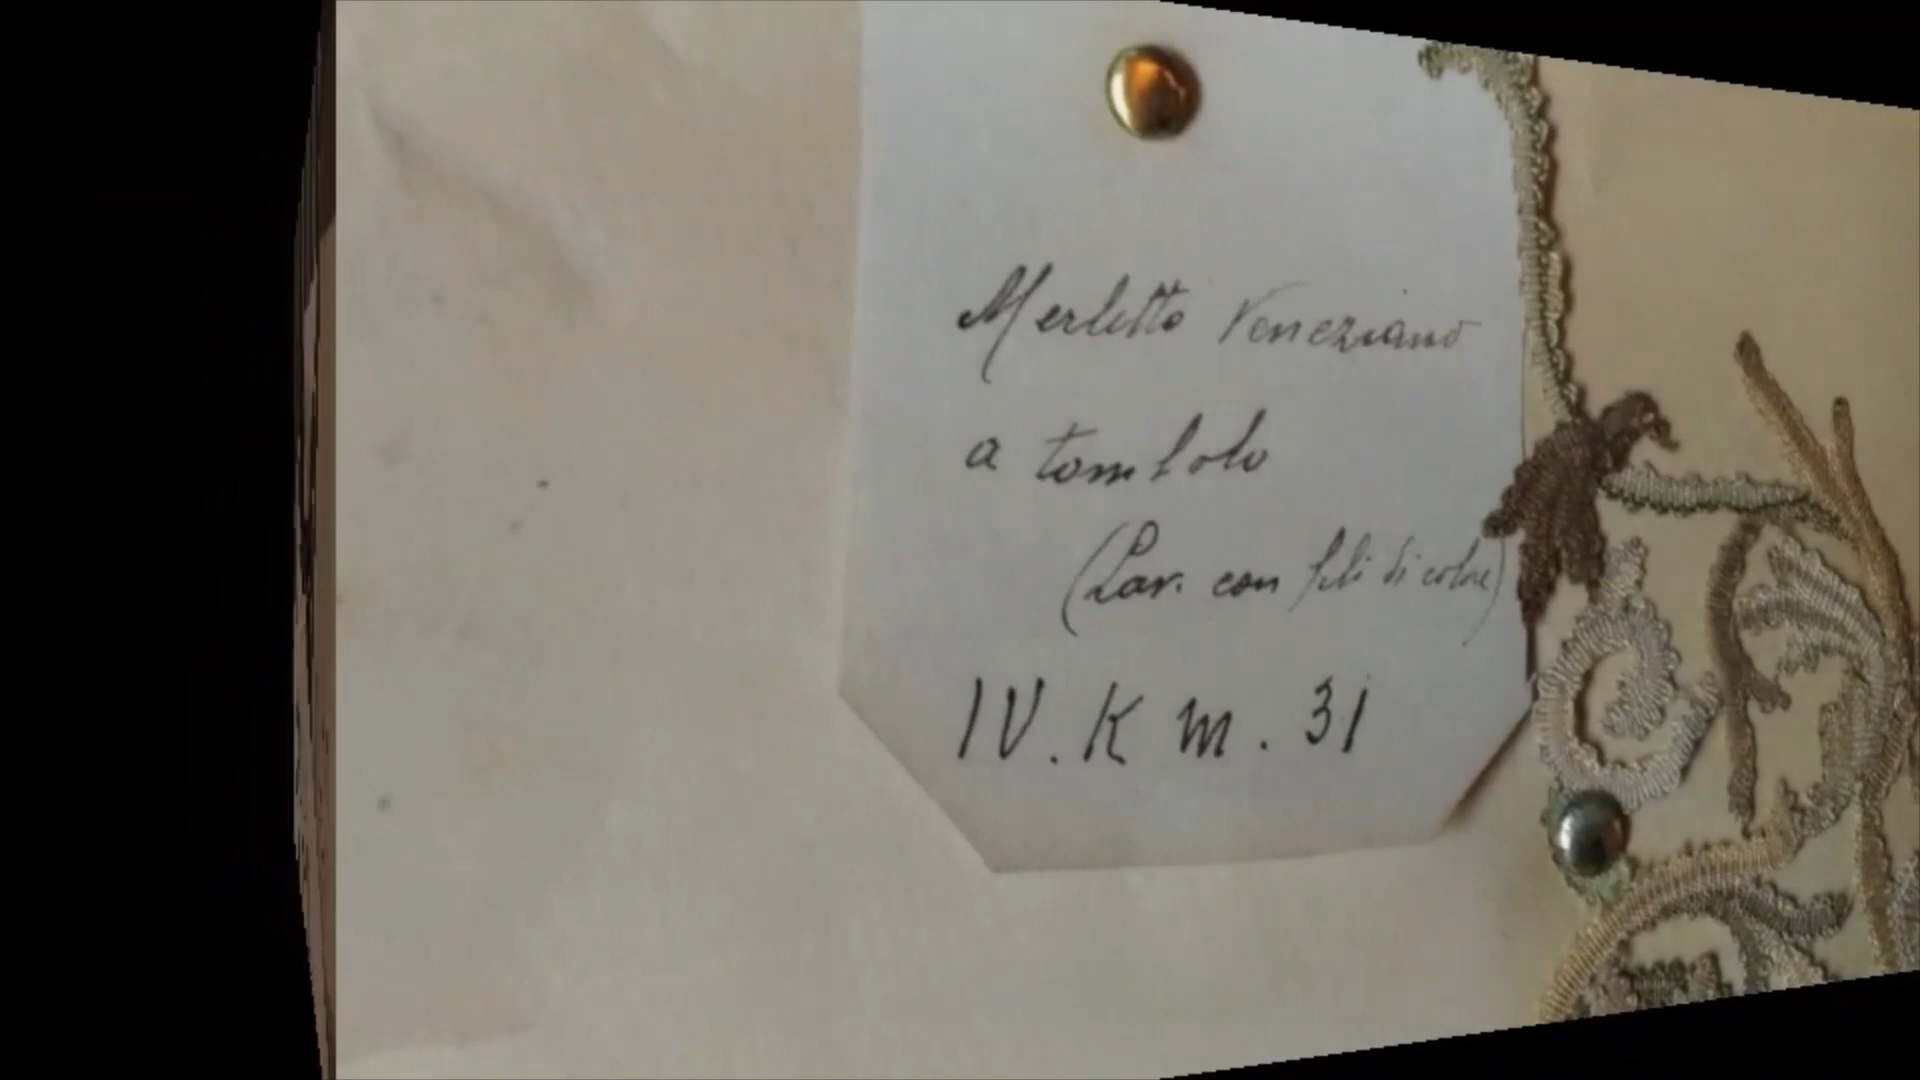 Merletto Veneziano
a tombolo
(Lav. con fili di colore)
IV. K m. 31